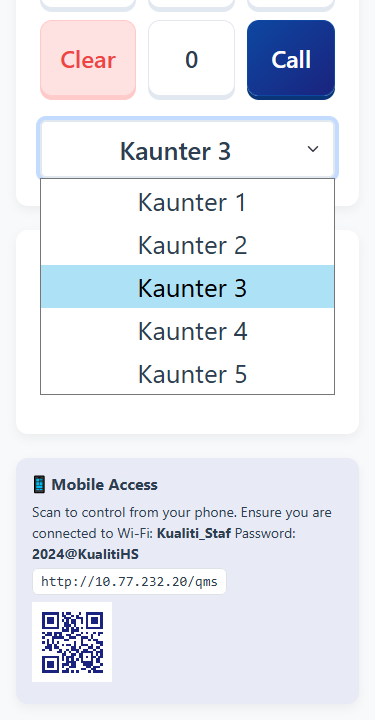 Clear 0 Call
Kaunter 3
Kaunter 1
Kaunter 2
Kaunter 3
Kaunter 4
Kaunter 5
Mobile Access
Scan to control from your phone. Ensure you are
connected to Wi-Fi: Kualiti_Staf Password:
2024@KualitiHS
http://10.77.232.20/qms